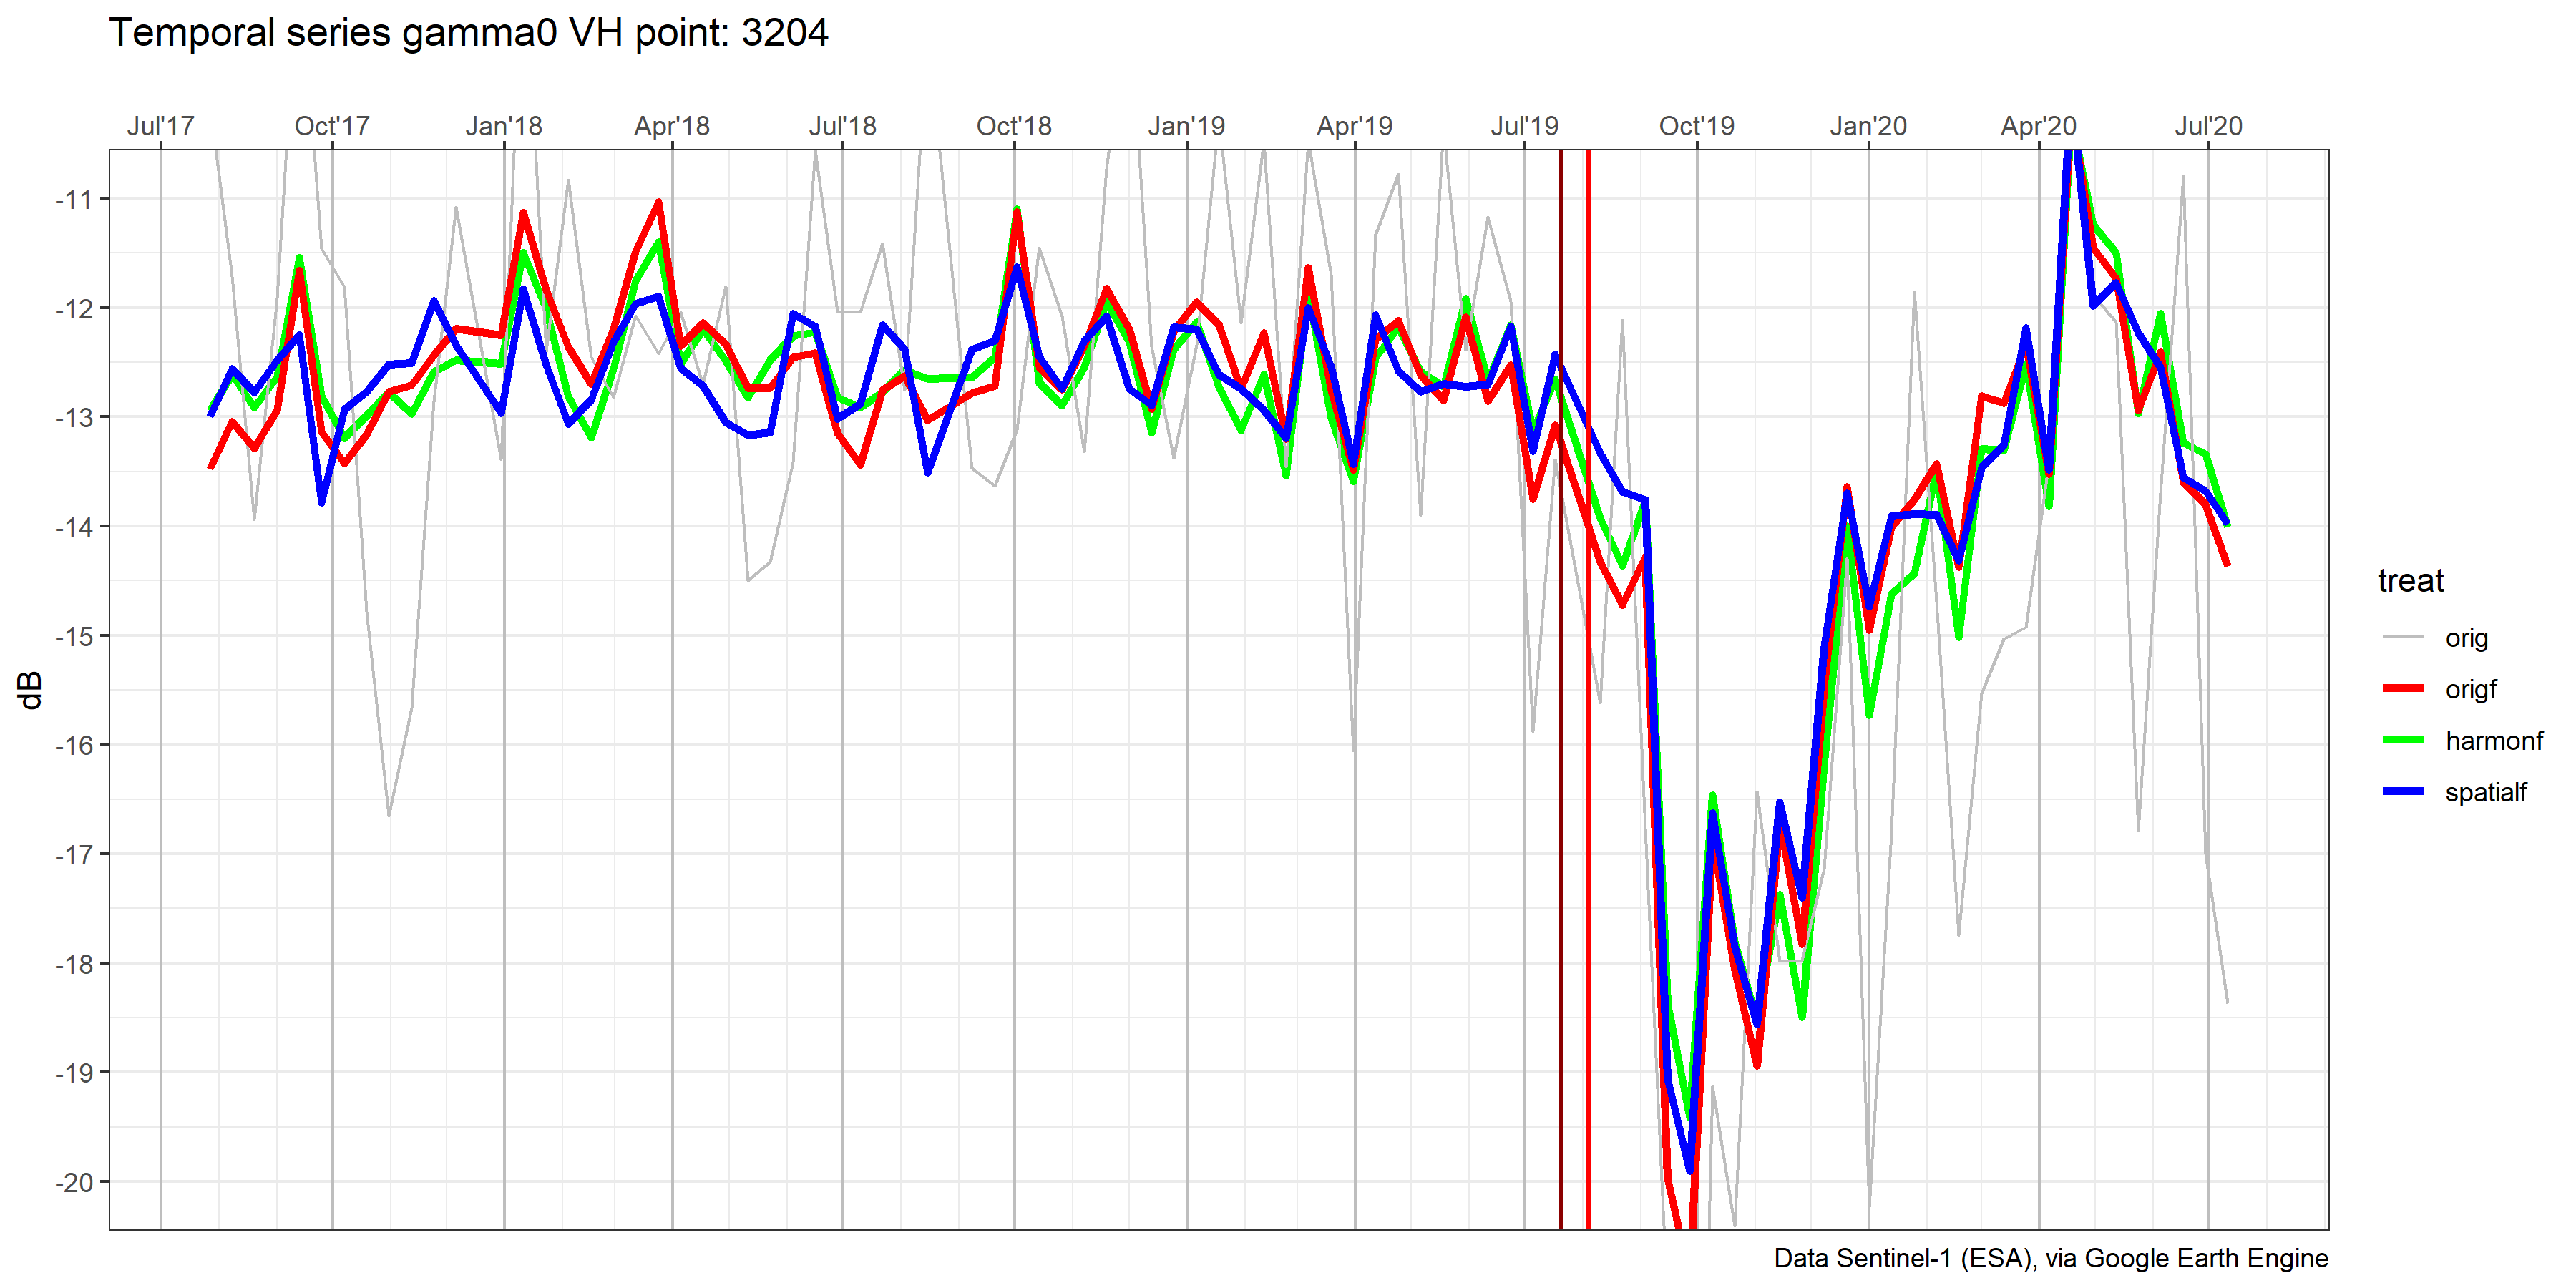 Temporal series gamma0 VH point: 3204
Jul'17 Oct'17 Jan'18 Apr'18 Jul'18 Oct'18 Jan'19 Apr'19 Jul'19 Oct'19 Jan'20 Apr'20 Jul'20
-11
-12
-13
-14
-15
-16
-17
-18
-19
-20
dB
treat
orig
origf
harmonf
spatialf
Data Sentinel-1 (ESA), via Google Earth Engine